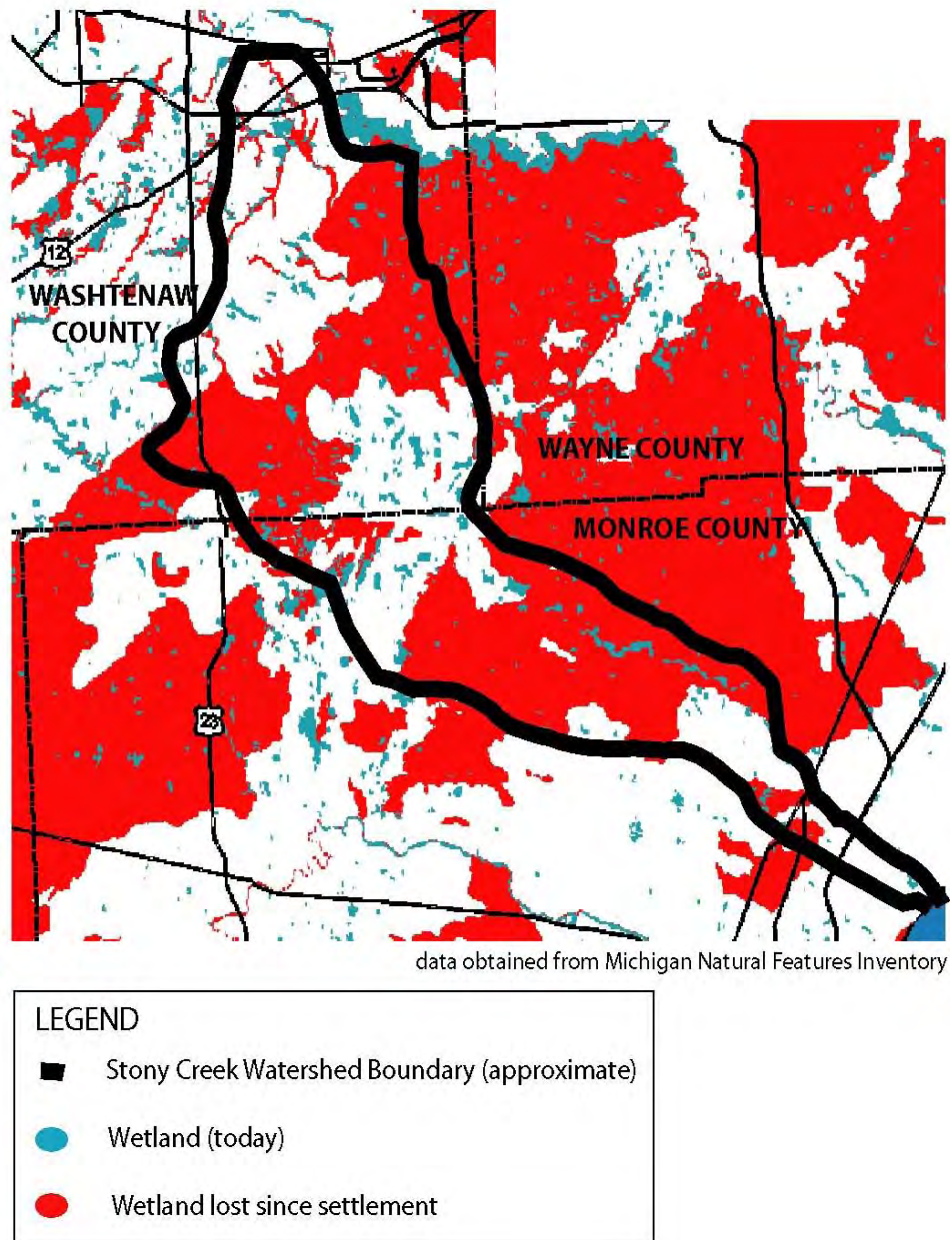 12
WASHTENAW
COUNTY
WAYNE COUNTY
MONROE COUNTY
23
data obtained from Michigan Natural Features Inventory
LEGEND
Stony Creek Watershed Boundary (approximate)
Wetland (today)
Wetland lost since settlement